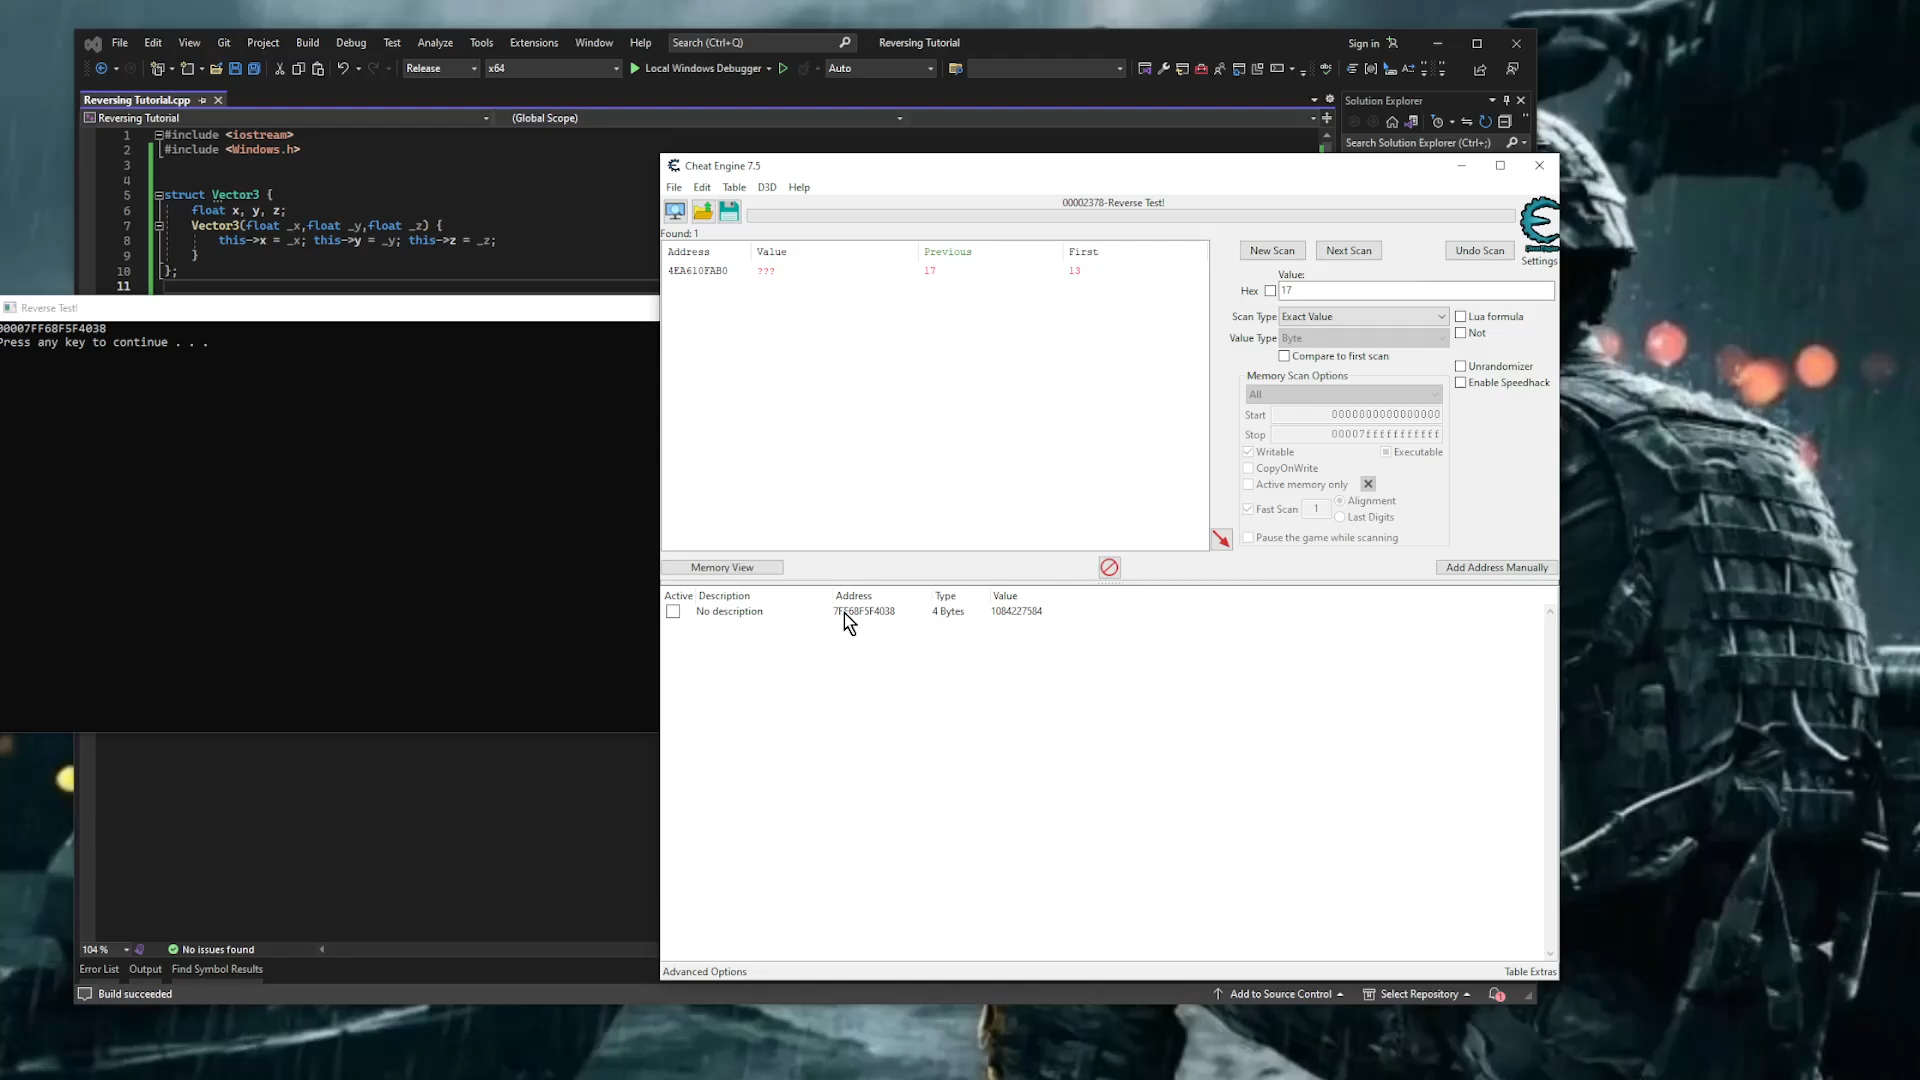 File Edit View Git Project Build Debug Test Analyze Tools Extensions Window Help Search (Ctrl+Q) Reversing Tutorial Sign in
Release x64 Local Windows Debugger Auto
Reversing Tutorial.cpp
Solution Explorer
Reversing Tutorial (Global Scope)
Search Solution Explorer (Ctrl+;)
1 #include <iostream>
2 #include <Windows.h>
3
4
5 struct Vector3 {
6 float x, y, z;
7 Vector3(float _x,float _y,float _z) {
8 this->x = _x; this->y = _y; this->z = _z;
9 }
10 };
11
Reverse Test!
00007FF68F5F4038
Press any key to continue . . .
104 % No issues found
Error List Output Find Symbol Results
Build succeeded
Add to Source Control Select Repository 1
Cheat Engine 7.5
File Edit Table D3D Help
00002378-Reverse Test!
Found: 1
Address Value Previous First
4EA610FAB0 ??? 17 13
New Scan Next Scan Undo Scan
Cheat Engine
Settings
Value:
Hex 17
Scan Type Exact Value
Lua formula
Not
Value Type Byte
Compare to first scan
Unrandomizer
Enable Speedhack
Memory Scan Options
All
Start 0000000000000000
Stop 00007fffffffffff
Writable Executable
CopyOnWrite
Active memory only
Fast Scan 1 Alignment
Last Digits
Pause the game while scanning
Memory View Add Address Manually
Active Description Address Type Value
No description 7FF68F5F4038 4 Bytes 1084227584
Advanced Options Table Extras